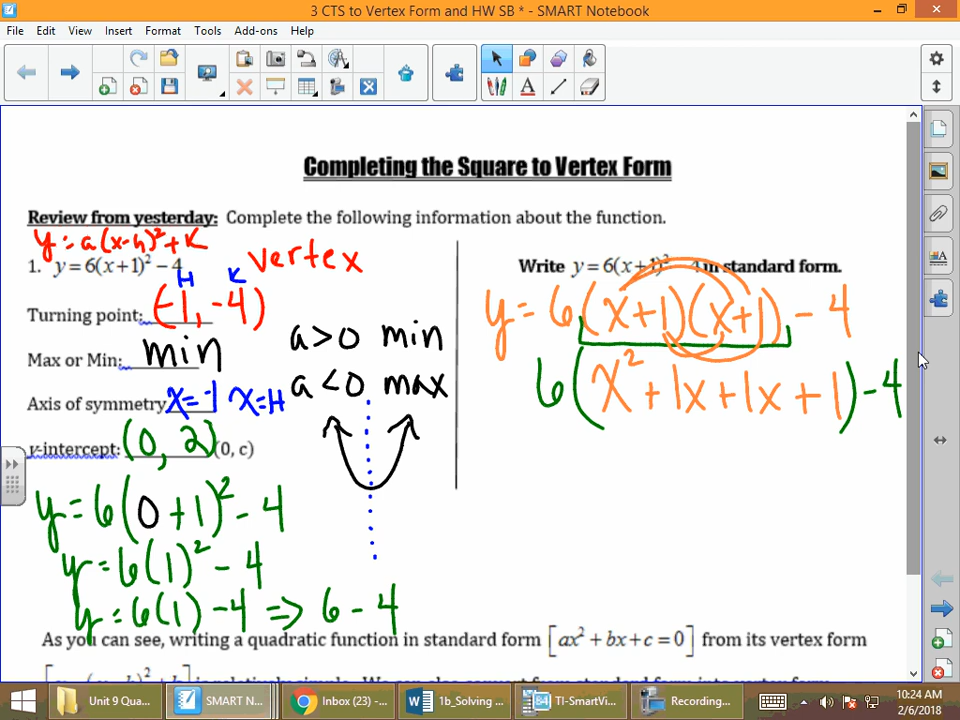 3 CTS to Vertex Form and HW SB * - SMART Notebook
File Edit View Insert Format Tools Add-ons Help
Completing the Square to Vertex Form
Review from yesterday: Complete the following information about the function.
y = a(x-h)² + K
vertex
1. y = 6(x+1)² − 4
Write y = 6(x+1)² − 4 in standard form.
H K
Turning point: (-1, -4)
y = 6(x+1)(x+1) - 4
a>0 min
Max or Min: min
6(x² + 1x + 1x + 1) - 4
a<0 max
Axis of symmetry x=-1 x=H
y-intercept: (0, 2) (0, c)
y = 6(0+1)² - 4
y = 6(1)² - 4
y = 6(1) - 4 => 6 - 4
As you can see, writing a quadratic function in standard form [ax² + bx + c = 0] from its vertex form
Unit 9 Qua... SMART N... Inbox (23) -... 1b_Solving ... TI-SmartVi... Recording...
10:24 AM
2/6/2018